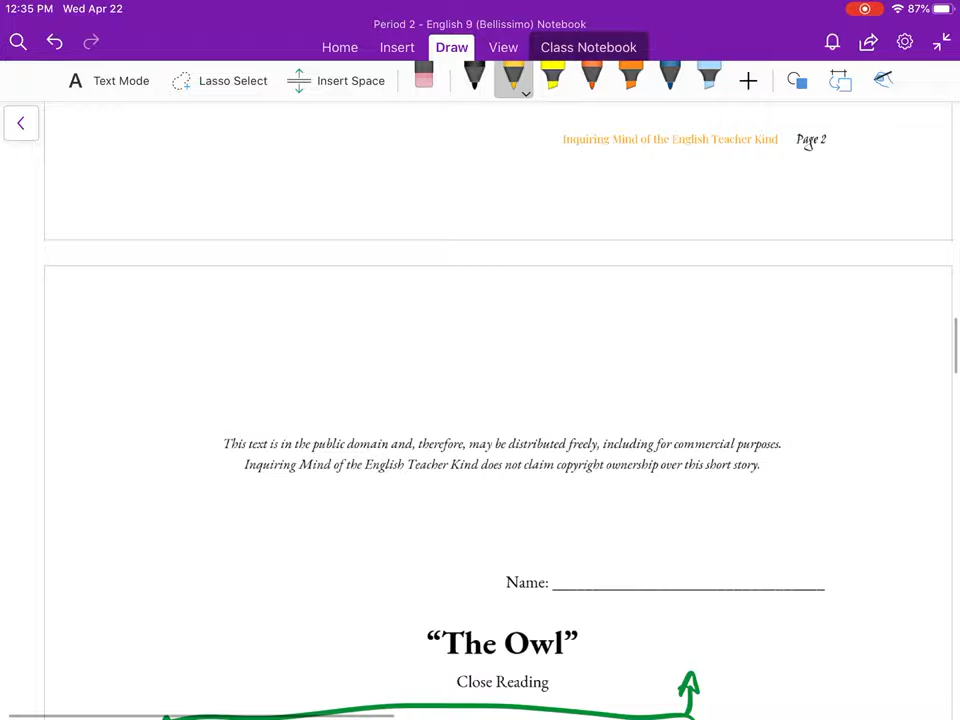 12:35 PM Wed Apr 22 87%
Period 2 - English 9 (Bellissimo) Notebook
Home Insert Draw View Class Notebook
A Text Mode Lasso Select Insert Space
Inquiring Mind of the English Teacher Kind Page 2
This text is in the public domain and, therefore, may be distributed freely, including for commercial purposes.
Inquiring Mind of the English Teacher Kind does not claim copyright ownership over this short story.
Name: ______________________________
“The Owl”
Close Reading